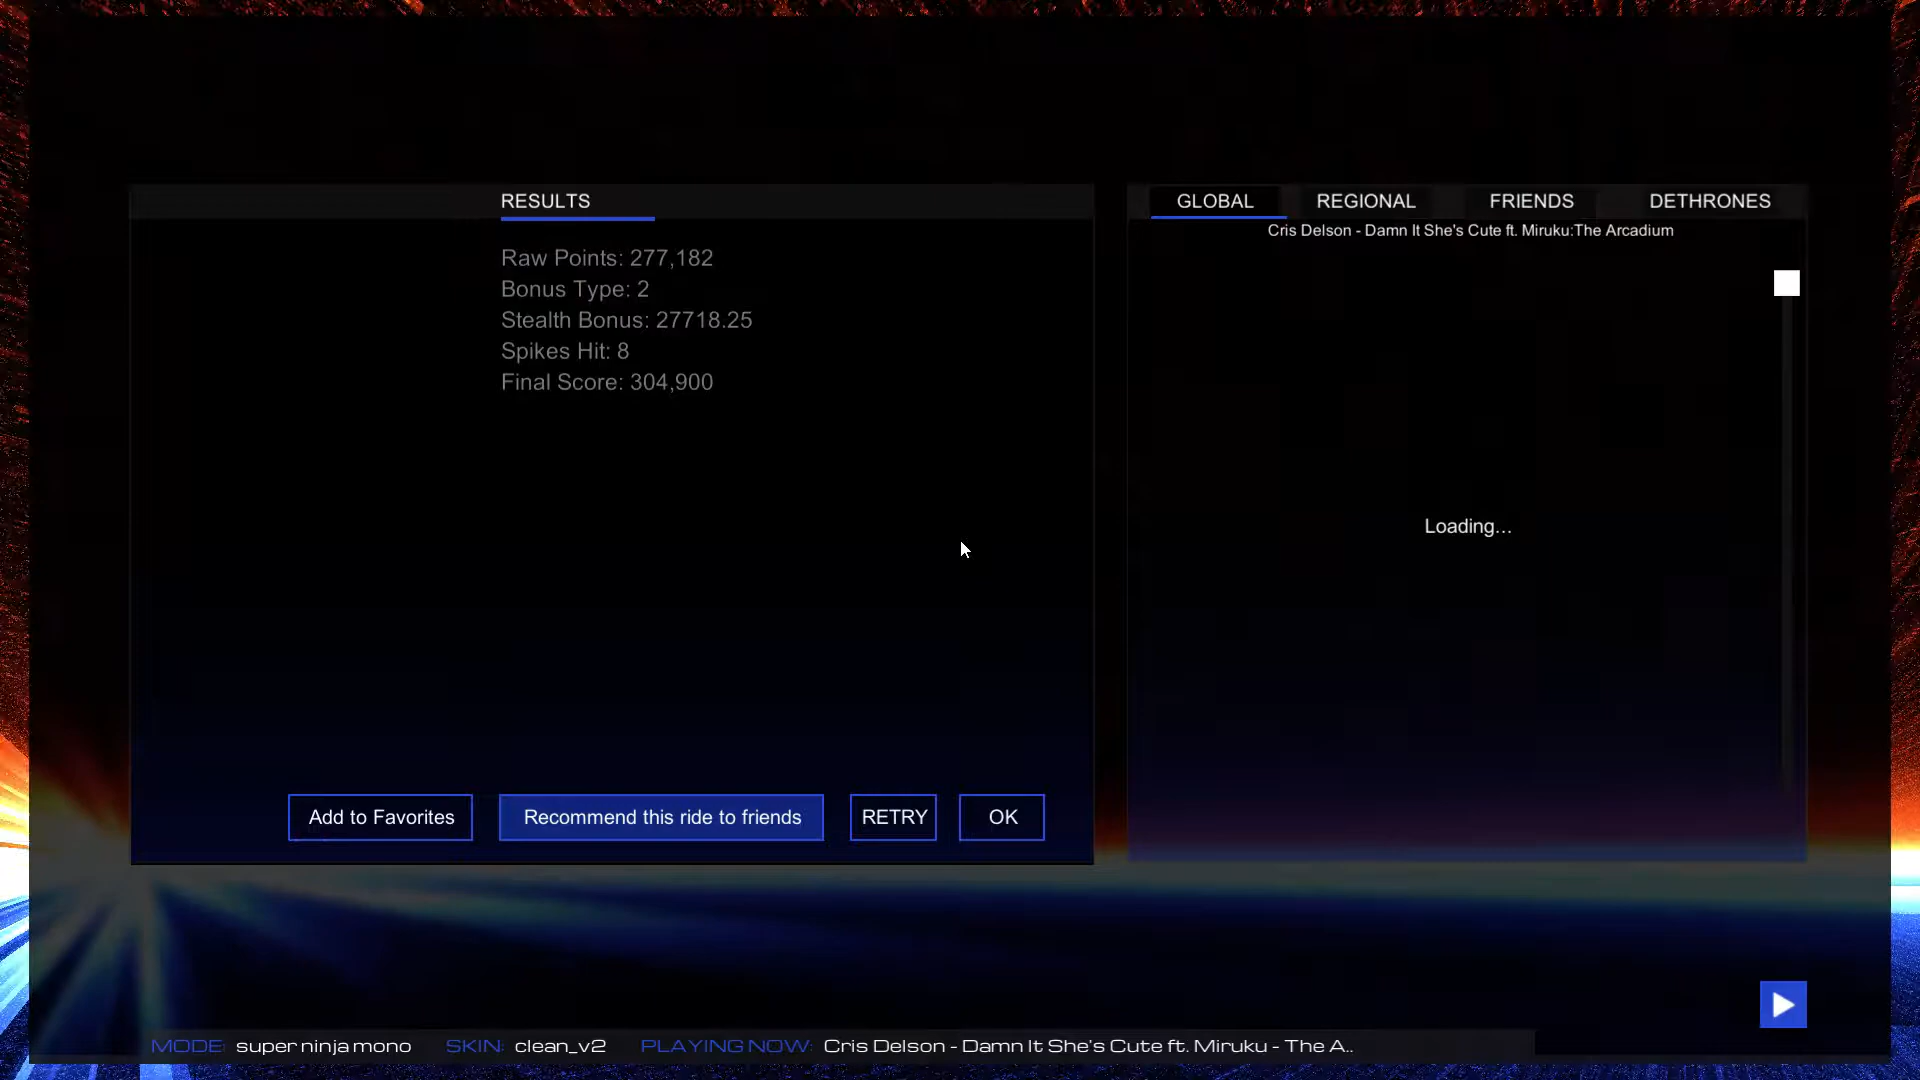 RESULTS
Raw Points: 277,182
Bonus Type: 2
Stealth Bonus: 27718.25
Spikes Hit: 8
Final Score: 304,900
Add to Favorites
Recommend this ride to friends
RETRY
OK
GLOBAL REGIONAL FRIENDS DETHRONES
Cris Delson - Damn It She's Cute ft. Miruku:The Arcadium
Loading...
MODE: super ninja mono SKIN: clean_v2 PLAYING NOW: Cris Delson - Damn It She's Cute ft. Miruku - The A..